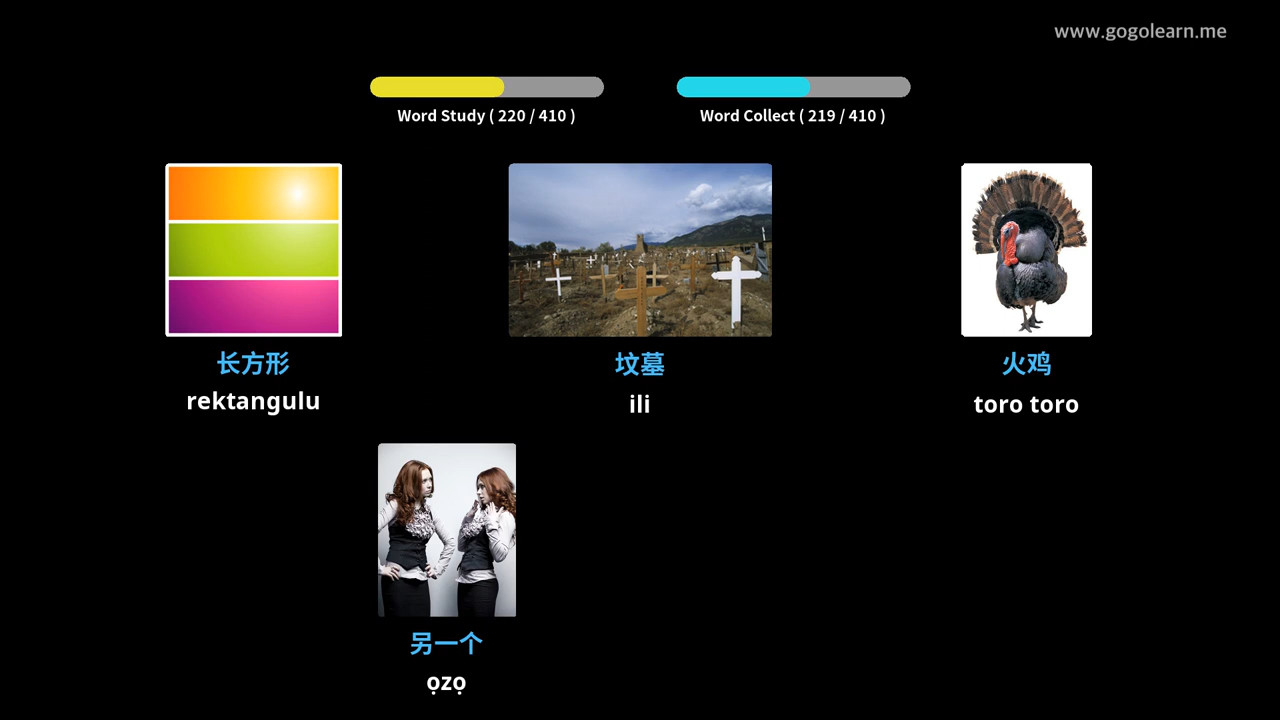 www.gogolearn.me
Word Study ( 220 / 410 )
Word Collect ( 219 / 410 )
长方形
rektangulu
坟墓
ili
火鸡
toro toro
另一个
ọzọ